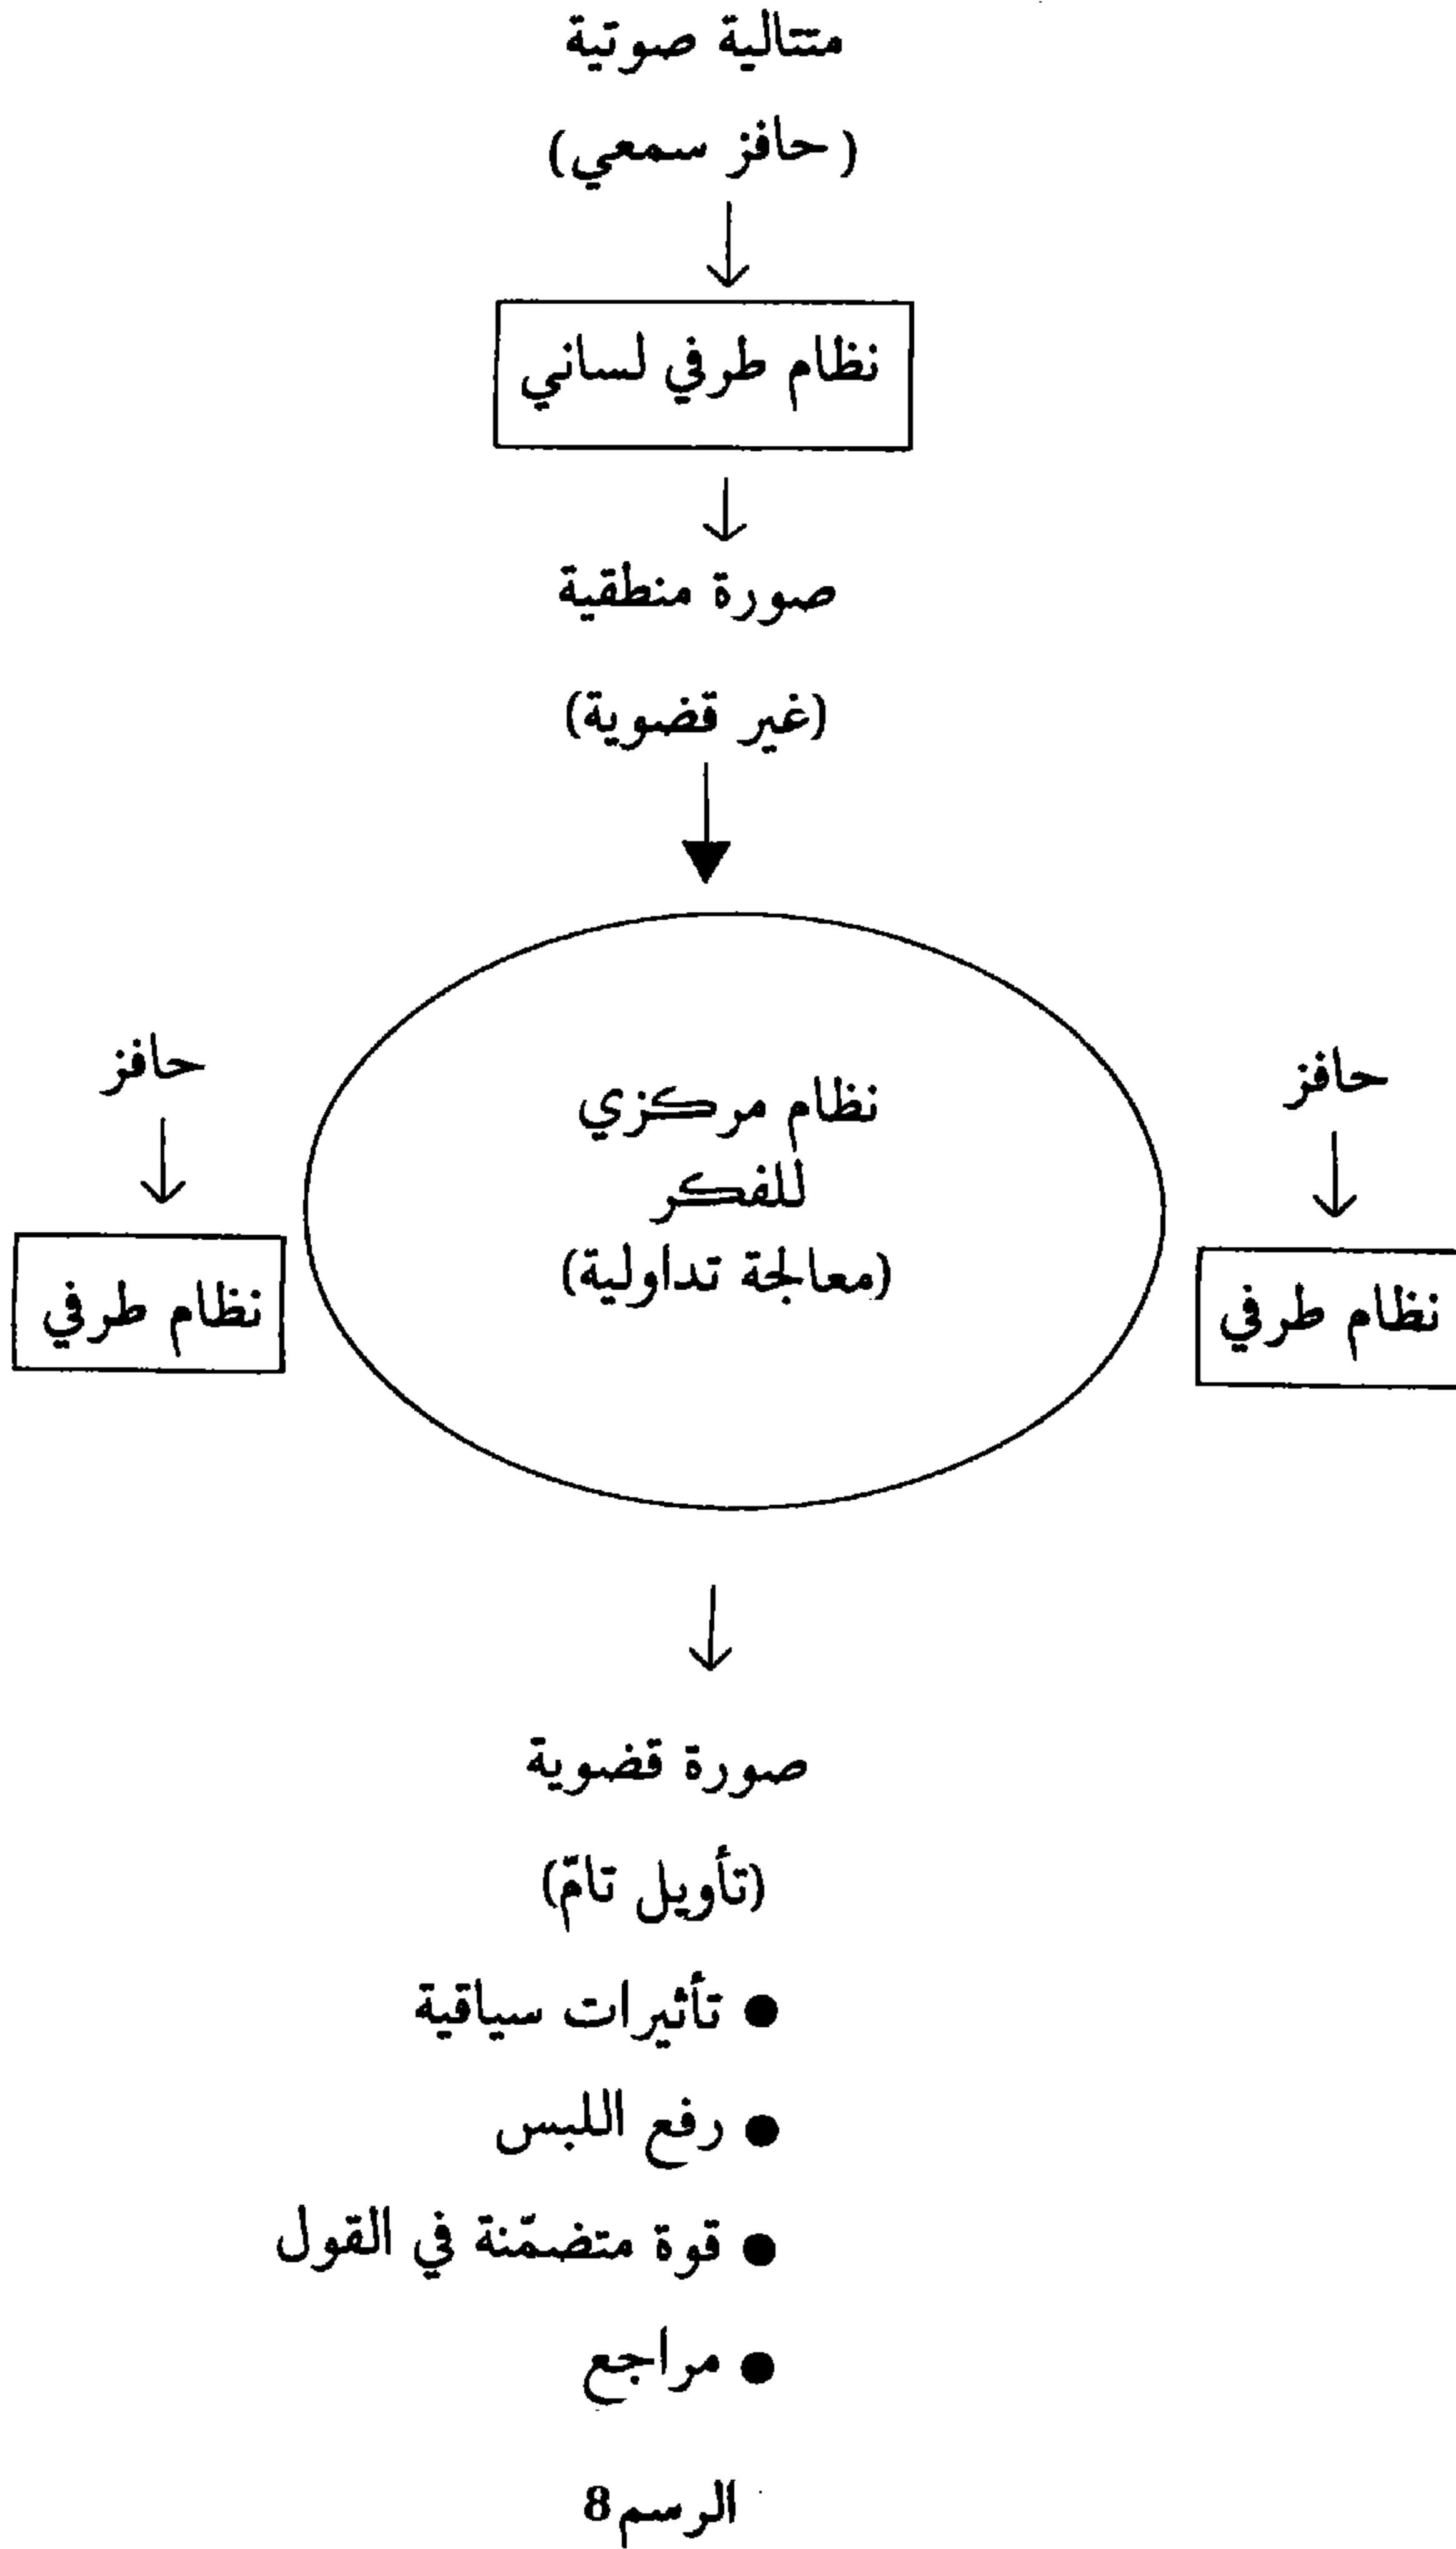 متتالية صوتية
(حافز سمعي)
نظام طرفي لساني
صورة منطقية
(غير قضوية)
حافز
نظام طرفي
نظام مركزي
للفكر
(معالجة تداولية)
حافز
نظام طرفي
صورة قضوية
(تأويل تامّ)
● تأثيرات سياقية
● رفع اللبس
● قوة متضمّنة في القول
● مراجع
الرسم 8